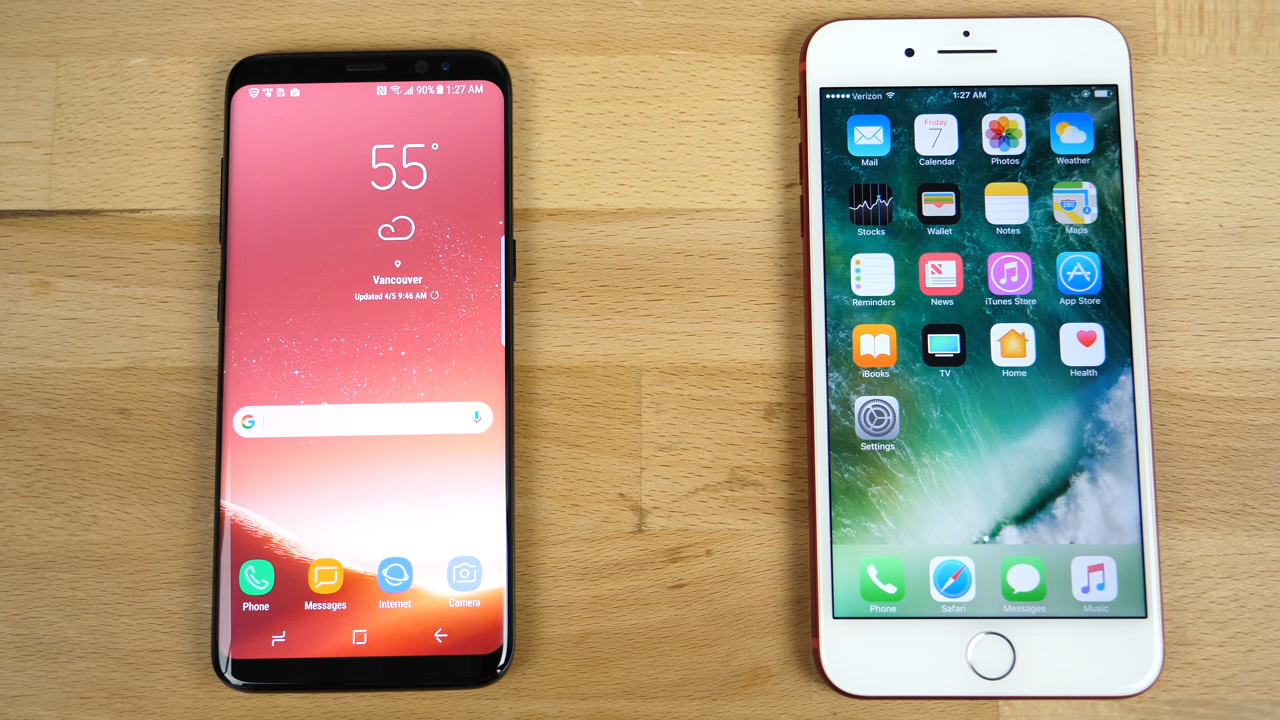 90% 1:27 AM
55°
Vancouver
Updated 4/5 9:46 AM
G
Phone Messages Internet Camera
Verizon 1:27 AM
Friday
7
Mail Calendar Photos Weather
280
Stocks Wallet Notes Maps
Reminders News iTunes Store App Store
iBooks TV Home Health
Settings
Phone Safari Messages Music